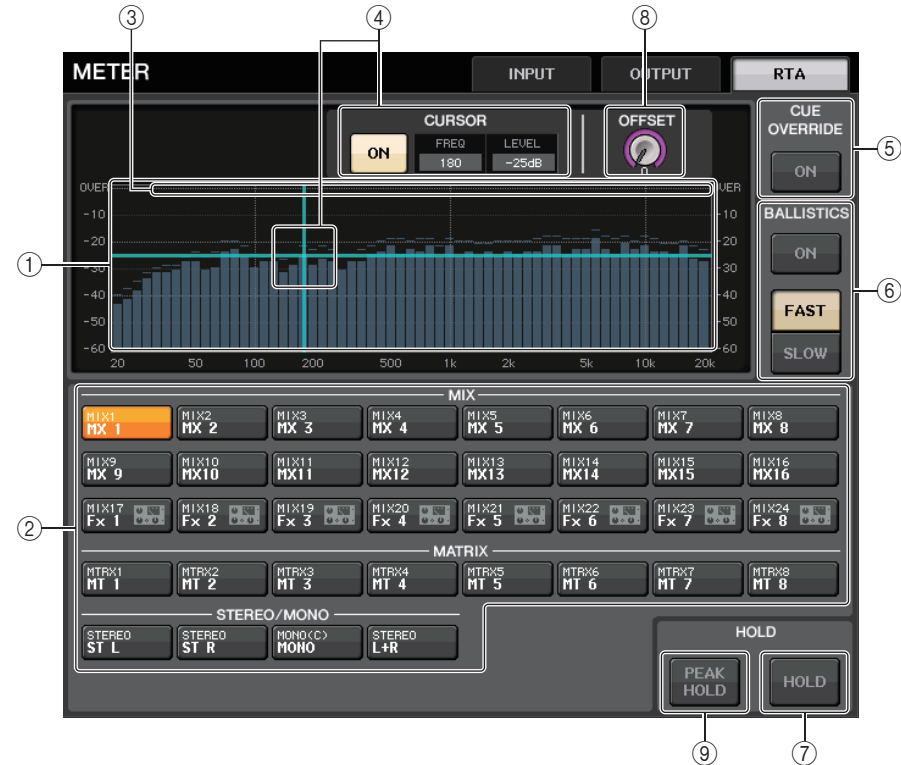 ③ ④ ⑧
METER INPUT OUTPUT RTA
CURSOR
ON FREQ 180 LEVEL -25dB
OFFSET
0
CUE OVERRIDE
ON
⑤
OVER OVER
-10 -10
-20 -20
-30 -30
-40 -40
-50 -50
-60 -60
20 50 100 200 500 1k 2k 5k 10k 20k
①
BALLISTICS
ON
FAST
SLOW
⑥
MIX
MIX1 MIX2 MIX3 MIX4 MIX5 MIX6 MIX7 MIX8
MX 1 MX 2 MX 3 MX 4 MX 5 MX 6 MX 7 MX 8
MIX9 MIX10 MIX11 MIX12 MIX13 MIX14 MIX15 MIX16
MX 9 MX10 MX11 MX12 MX13 MX14 MX15 MX16
MIX17 MIX18 MIX19 MIX20 MIX21 MIX22 MIX23 MIX24
Fx 1 Fx 2 Fx 3 Fx 4 Fx 5 Fx 6 Fx 7 Fx 8
②
MATRIX
MTRX1 MTRX2 MTRX3 MTRX4 MTRX5 MTRX6 MTRX7 MTRX8
MT 1 MT 2 MT 3 MT 4 MT 5 MT 6 MT 7 MT 8
STEREO/MONO
STEREO STEREO MONO(C) STEREO
ST L ST R MONO L+R
HOLD
PEAK HOLD HOLD
⑨ ⑦